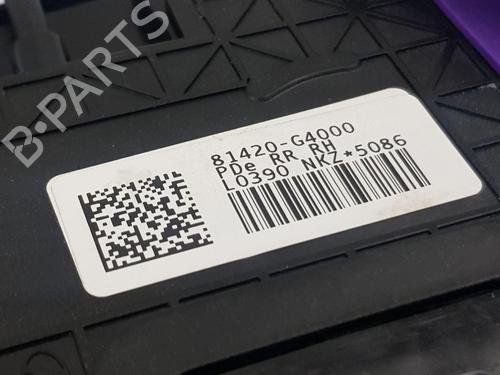 B-PARTS
81420-G4000
PDe RR RH
L0390 NKZ*5086